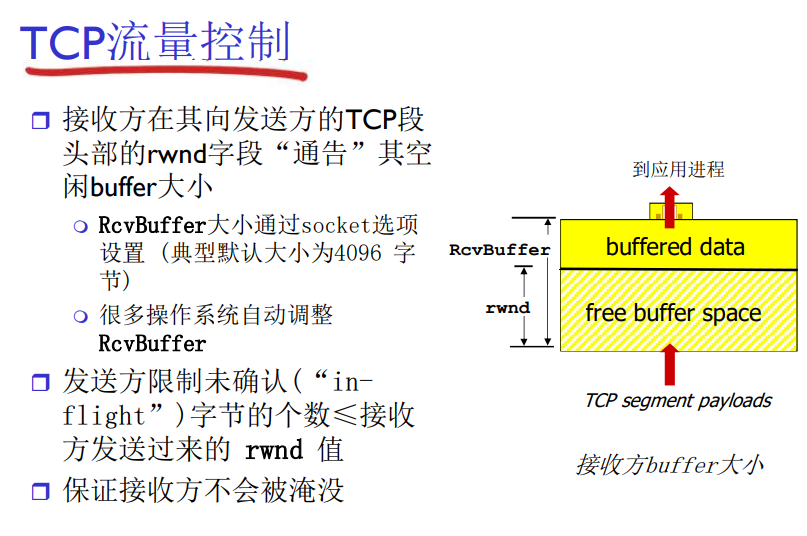 TCP流量控制
接收方在其向发送方的TCP段
头部的rwnd字段“通告”其空
闲buffer大小
RcvBuffer大小通过socket选项
设置 (典型默认大小为4096 字
节)
很多操作系统自动调整
RcvBuffer
发送方限制未确认(“in-
flight”)字节的个数≤接收
方发送过来的 rwnd 值
保证接收方不会被淹没
到应用进程
RcvBuffer
buffered data
rwnd
free buffer space
TCP segment payloads
接收方buffer大小